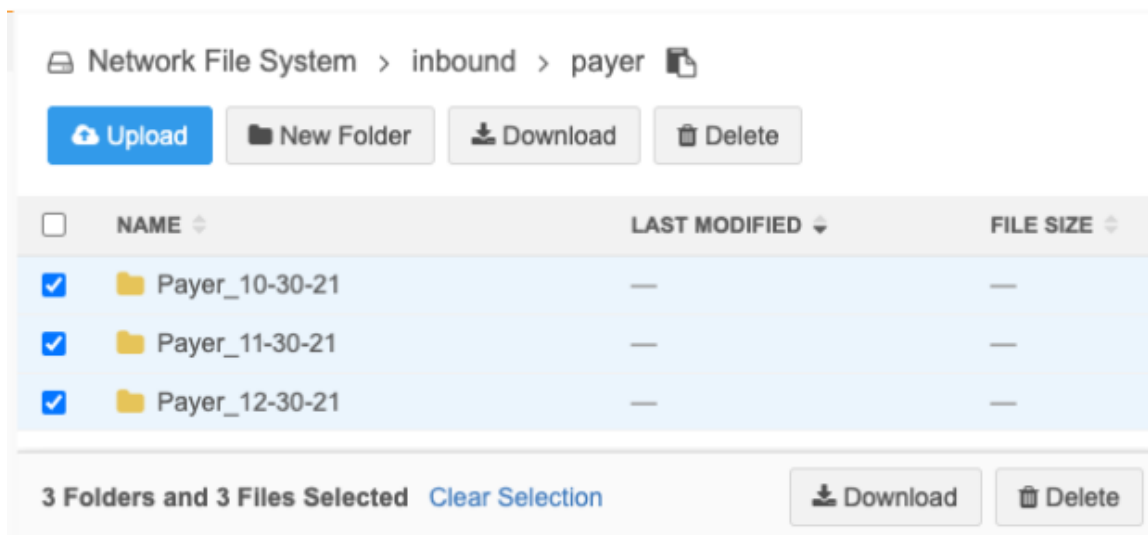 Network File System > inbound > payer
Upload New Folder Download Delete
NAME LAST MODIFIED FILE SIZE
Payer_10-30-21 — —
Payer_11-30-21 — —
Payer_12-30-21 — —
3 Folders and 3 Files Selected Clear Selection Download Delete